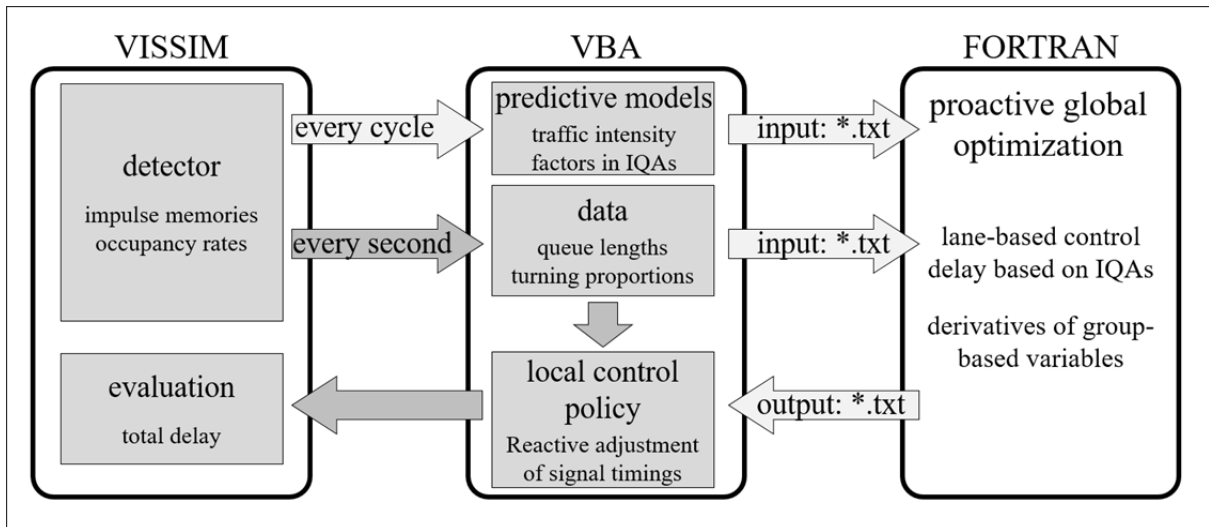 VISSIM
detector
impulse memories
occupancy rates
evaluation
total delay
every cycle
every second
VBA
predictive models
traffic intensity
factors in IQAs
data
queue lengths
turning proportions
local control
policy
Reactive adjustment
of signal timings
input: *.txt
input: *.txt
output: *.txt
FORTRAN
proactive global
optimization
lane-based control
delay based on IQAs
derivatives of group-
based variables